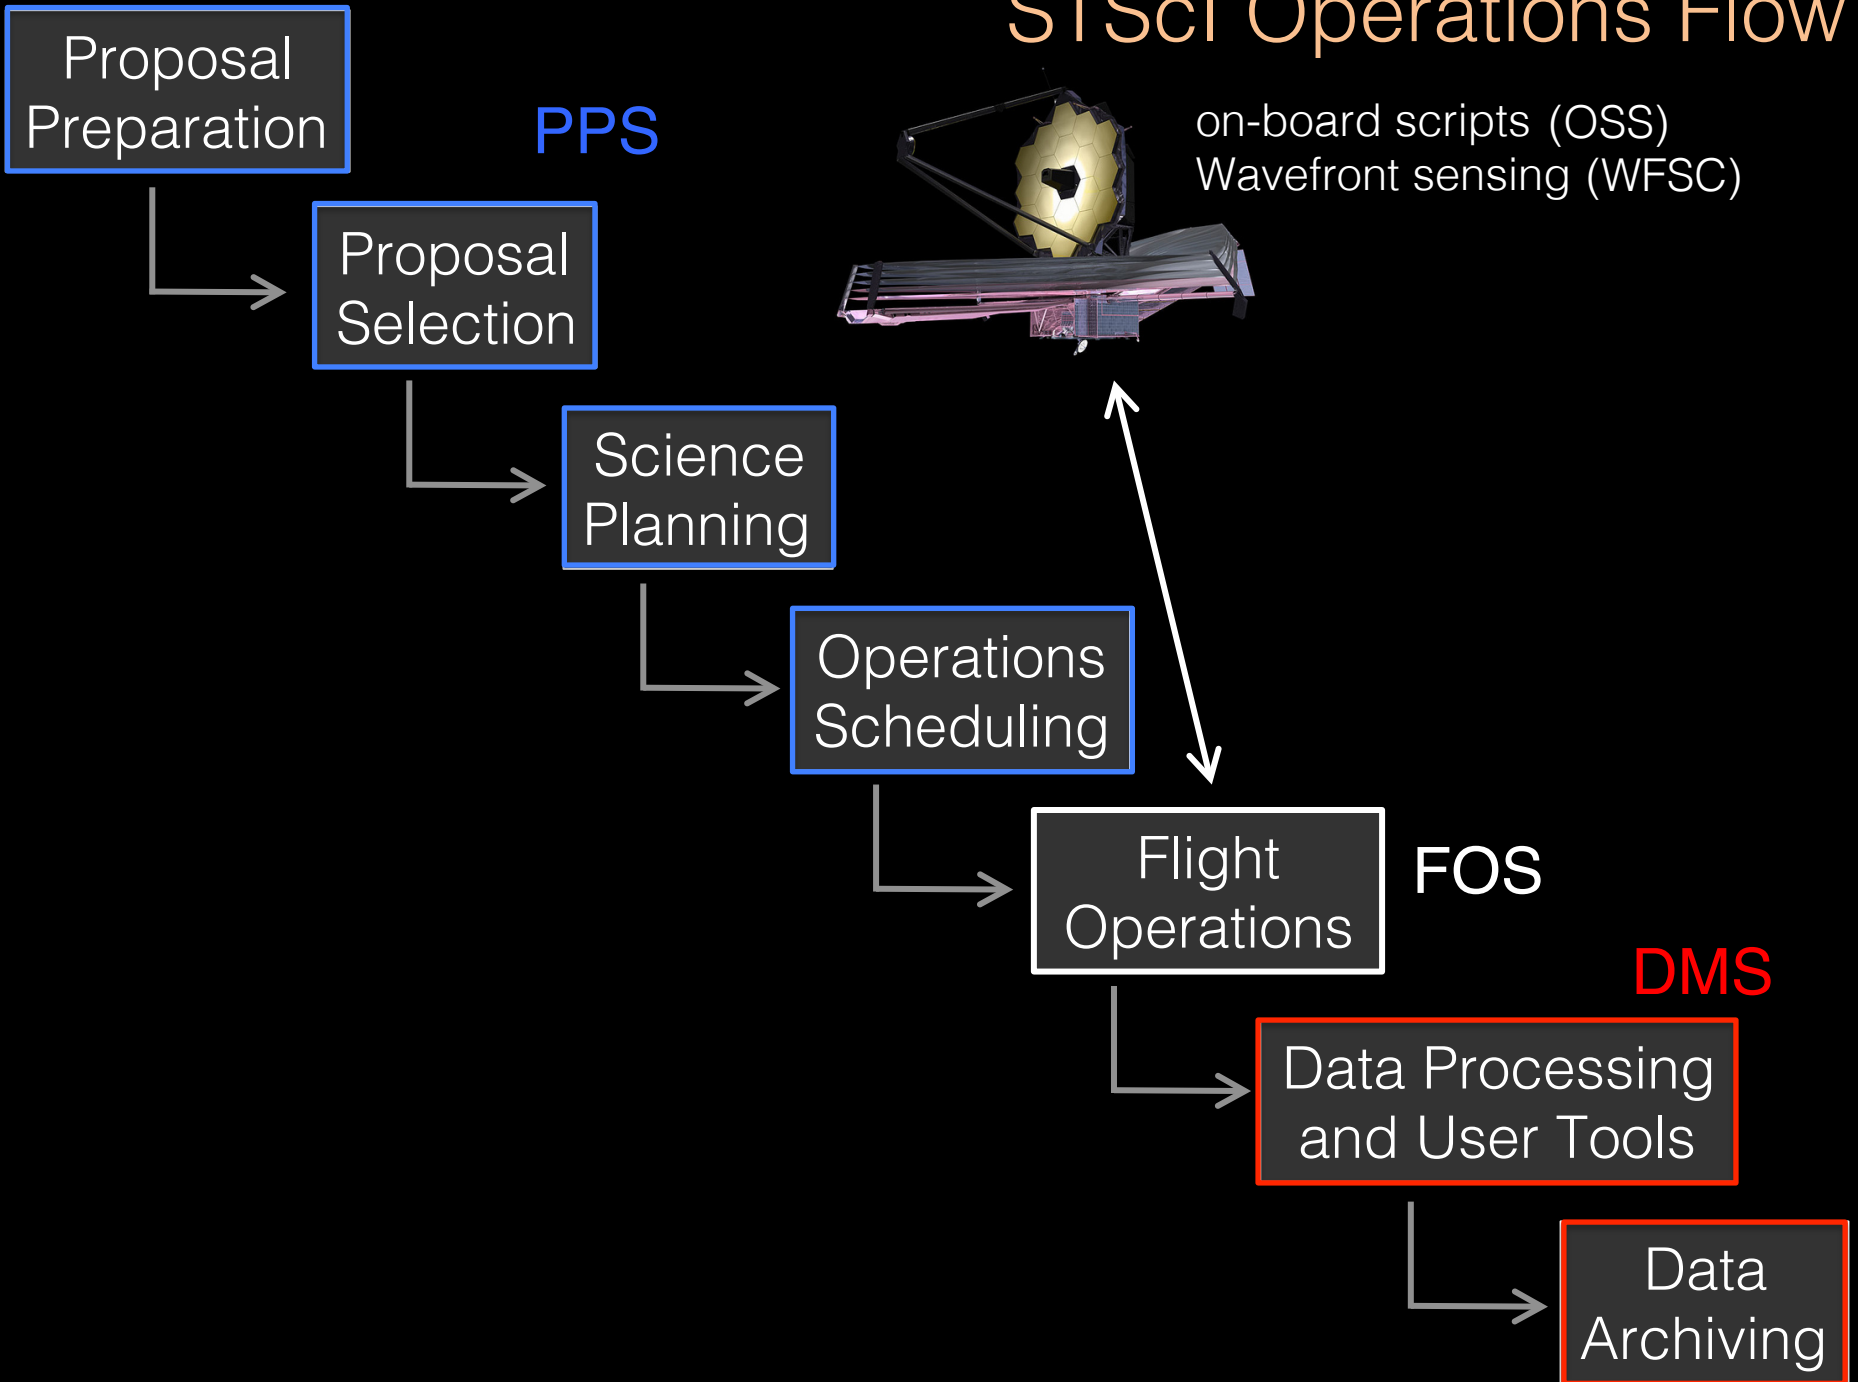 STScI Operations Flow
Proposal
Preparation
PPS
on-board scripts (OSS)
Wavefront sensing (WFSC)
Proposal
Selection
Science
Planning
Operations
Scheduling
Flight
Operations
FOS
DMS
Data Processing
and User Tools
Data
Archiving